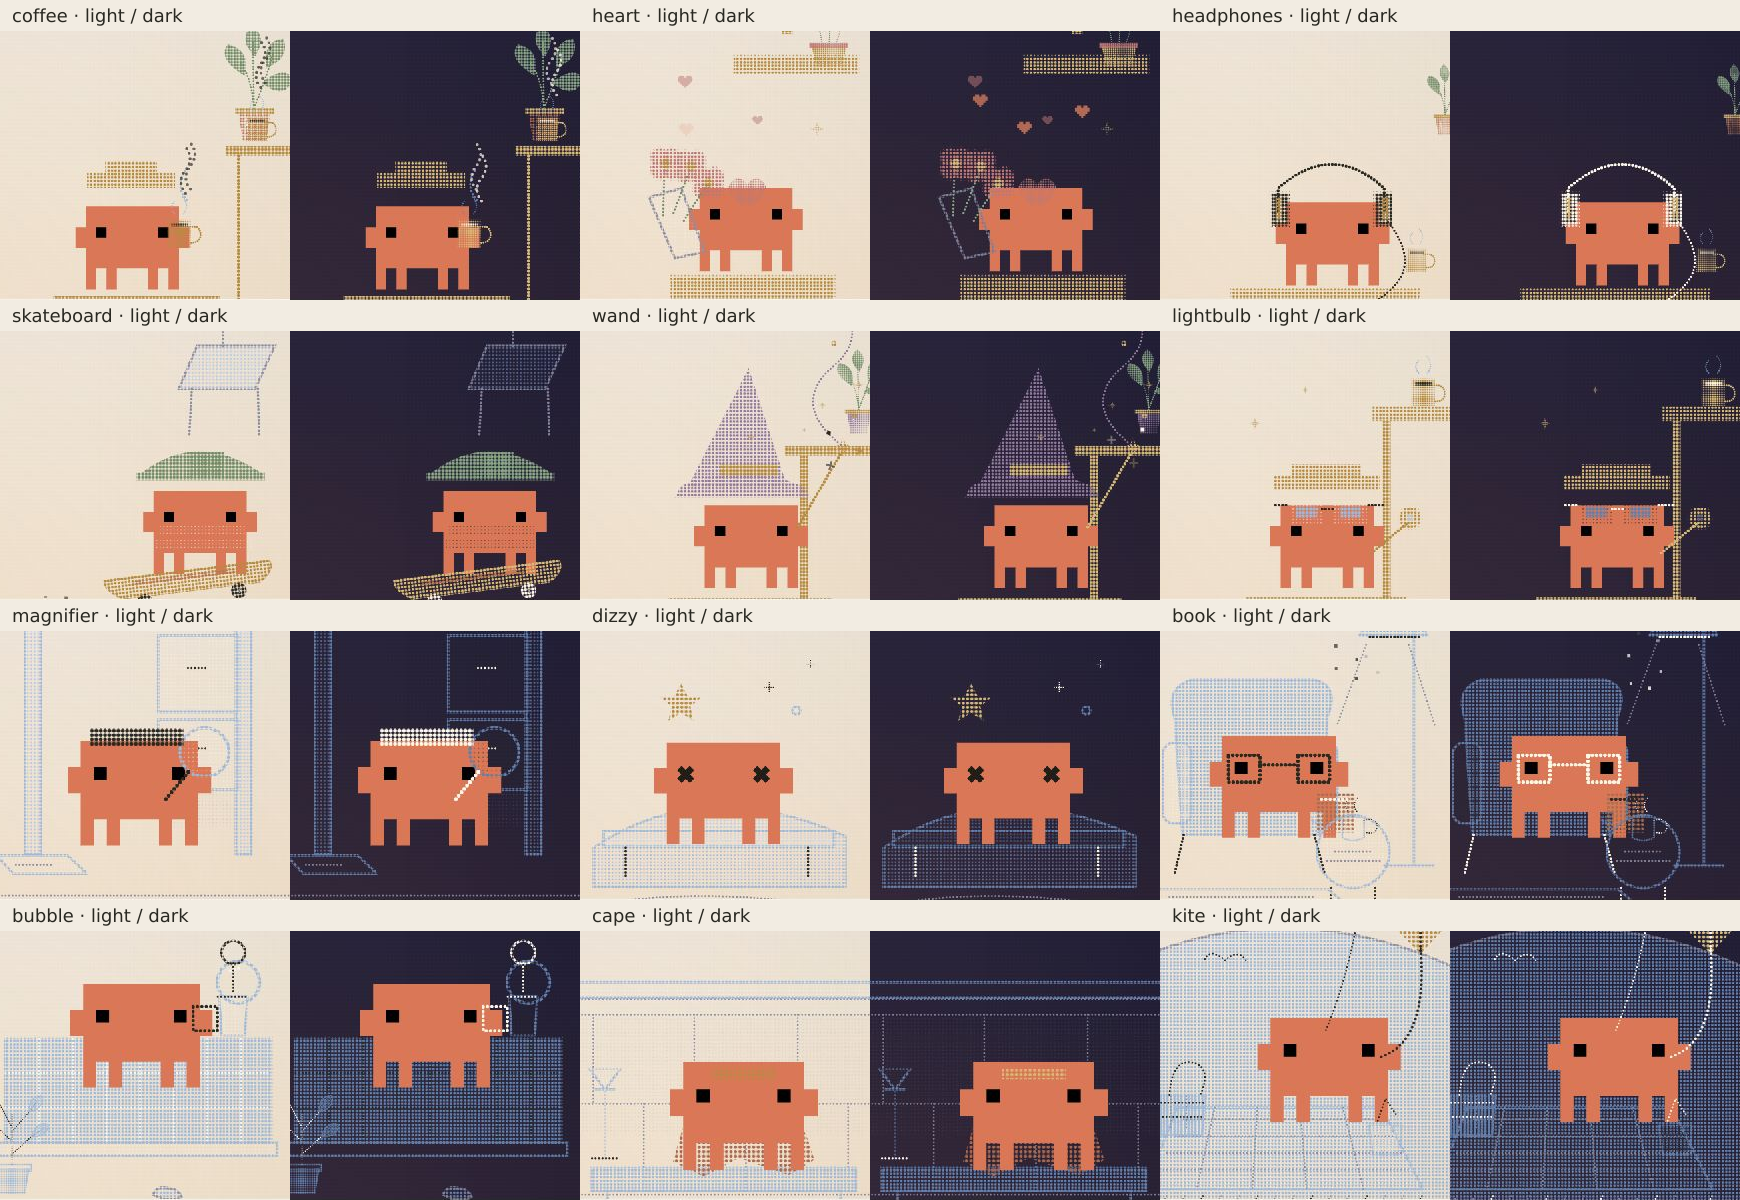 coffee · light / dark
heart · light / dark
headphones · light / dark
skateboard · light / dark
wand · light / dark
lightbulb · light / dark
magnifier · light / dark
dizzy · light / dark
book · light / dark
bubble · light / dark
cape · light / dark
kite · light / dark